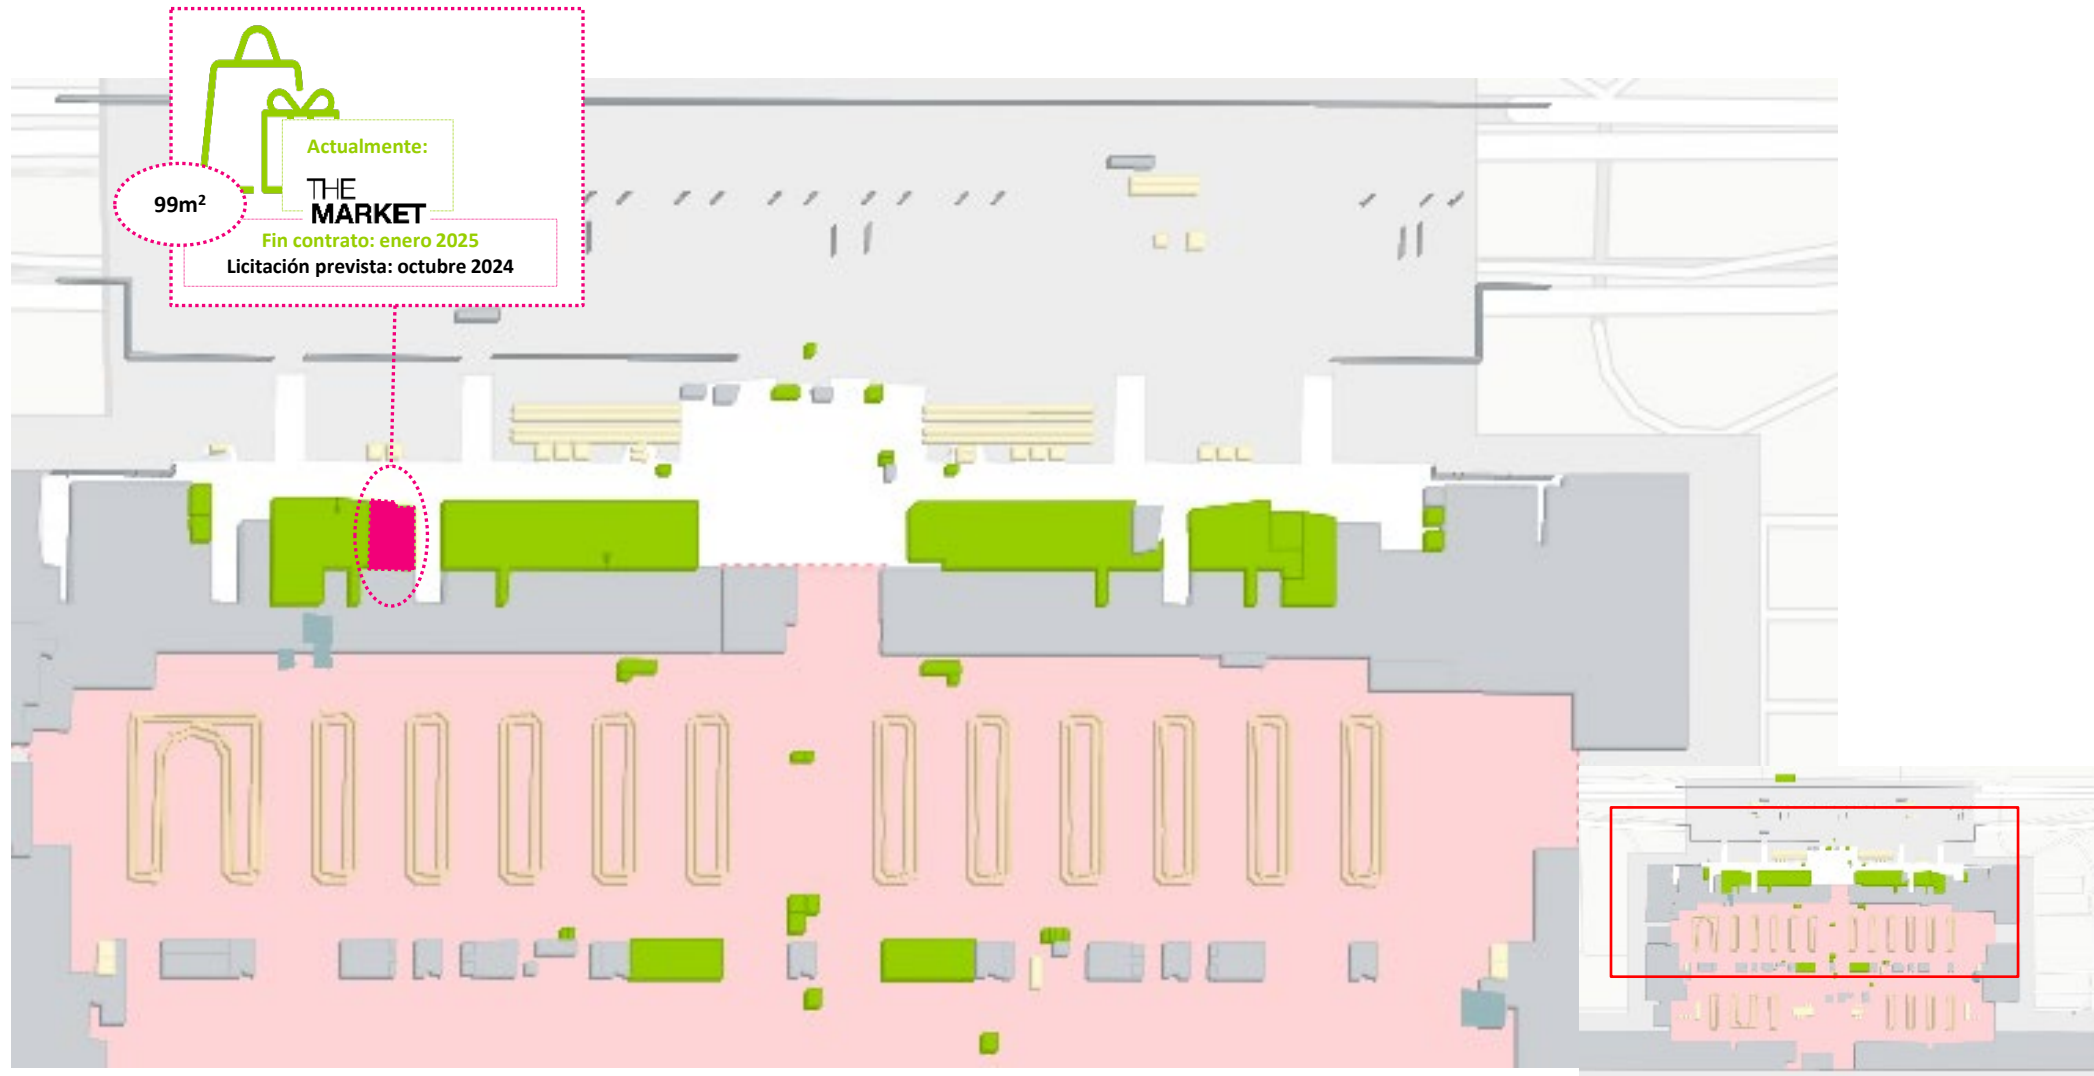 Actualmente:
THE
MARKET
99m²
Fin contrato: enero 2025
Licitación prevista: octubre 2024